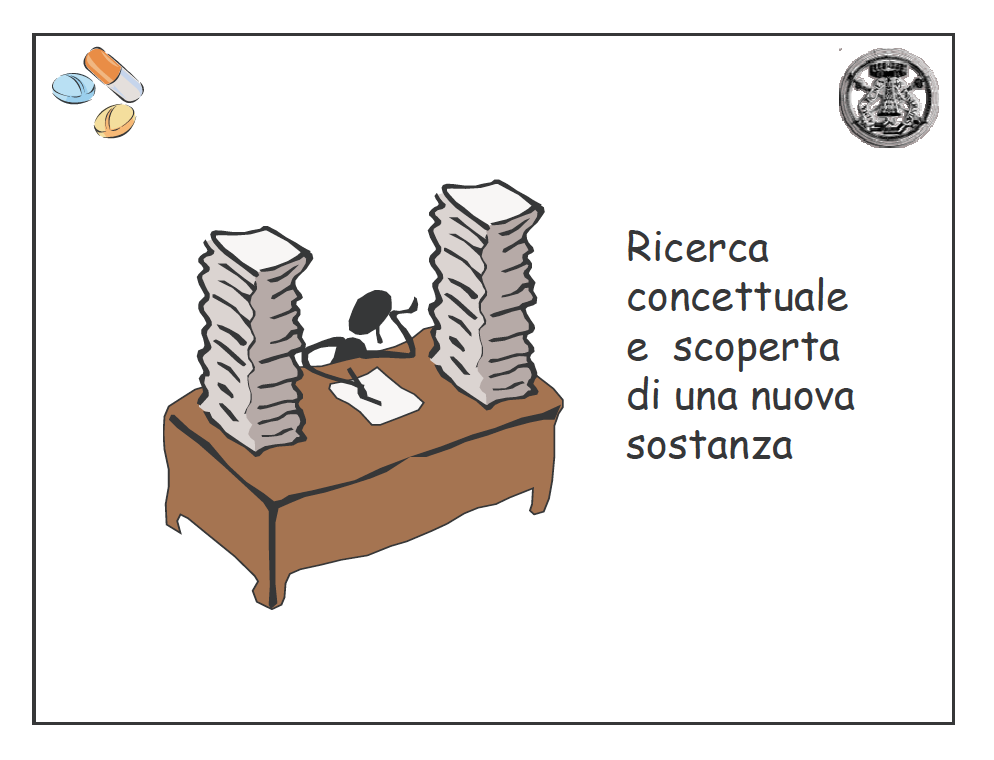 Ricerca
concettuale
e scoperta
di una nuova
sostanza